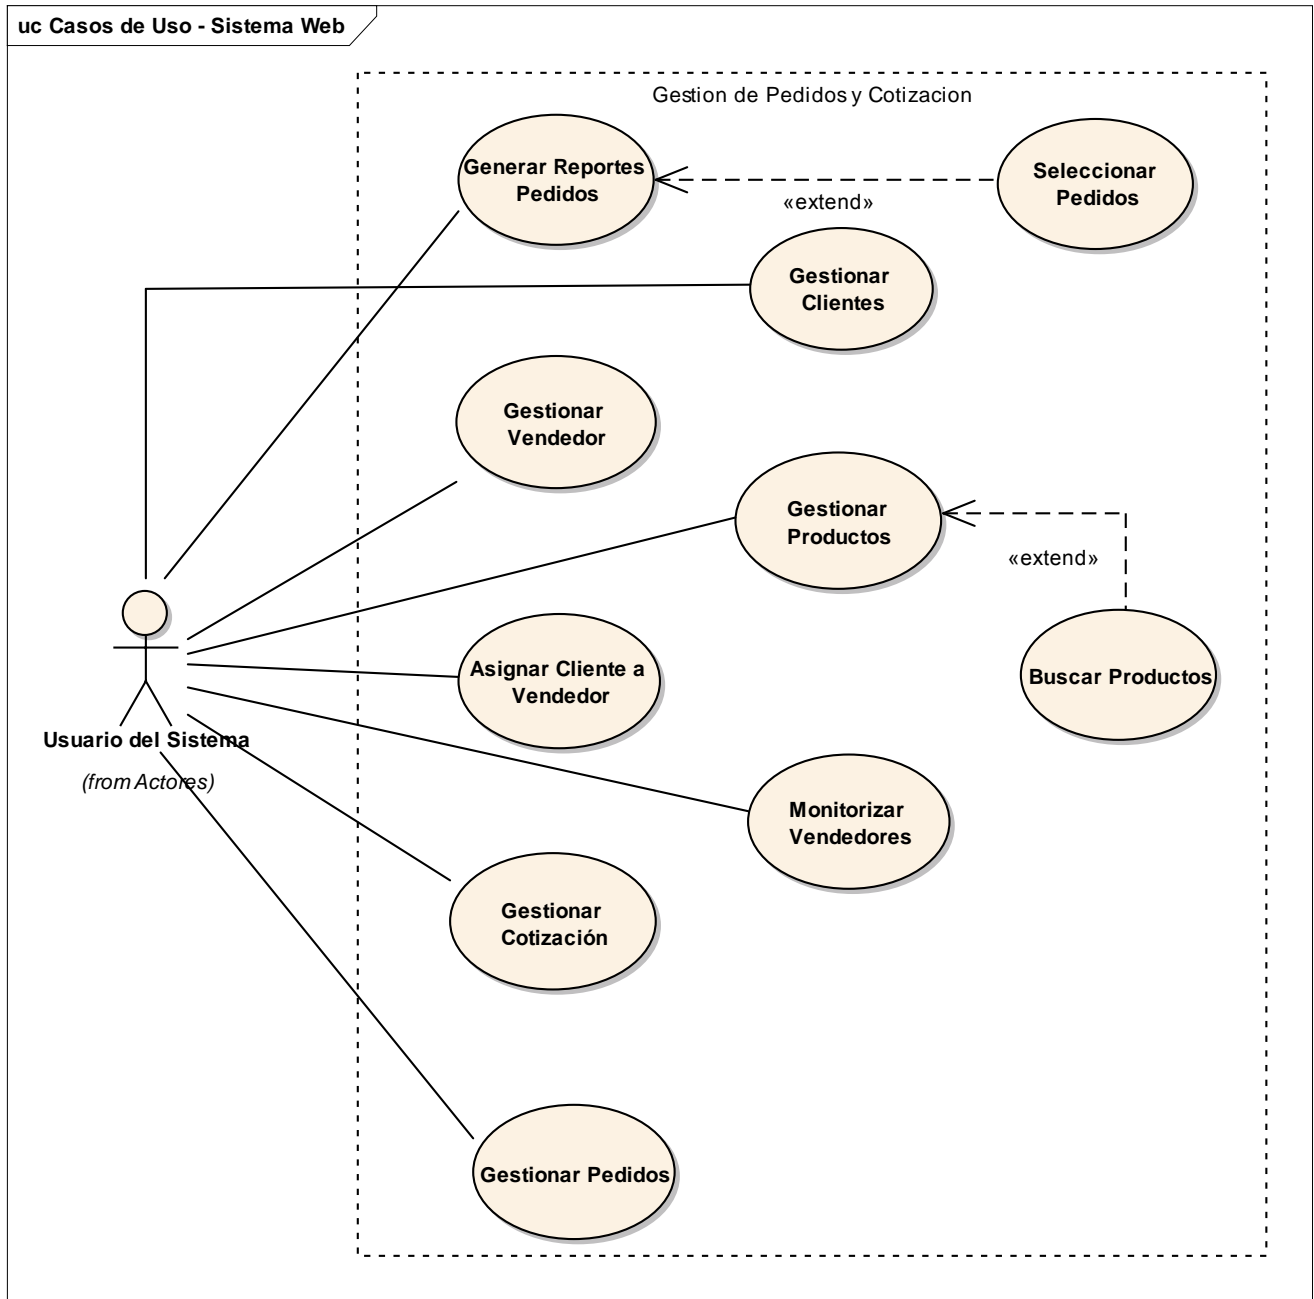 uc Casos de Uso - Sistema Web
Gestion de Pedidos y Cotizacion
Generar Reportes
Pedidos
Seleccionar
Pedidos
«extend»
Gestionar
Clientes
Gestionar
Vendedor
Gestionar
Productos
«extend»
Asignar Cliente a
Vendedor
Buscar Productos
Usuario del Sistema
(from Actores)
Monitorizar
Vendedores
Gestionar
Cotización
Gestionar Pedidos